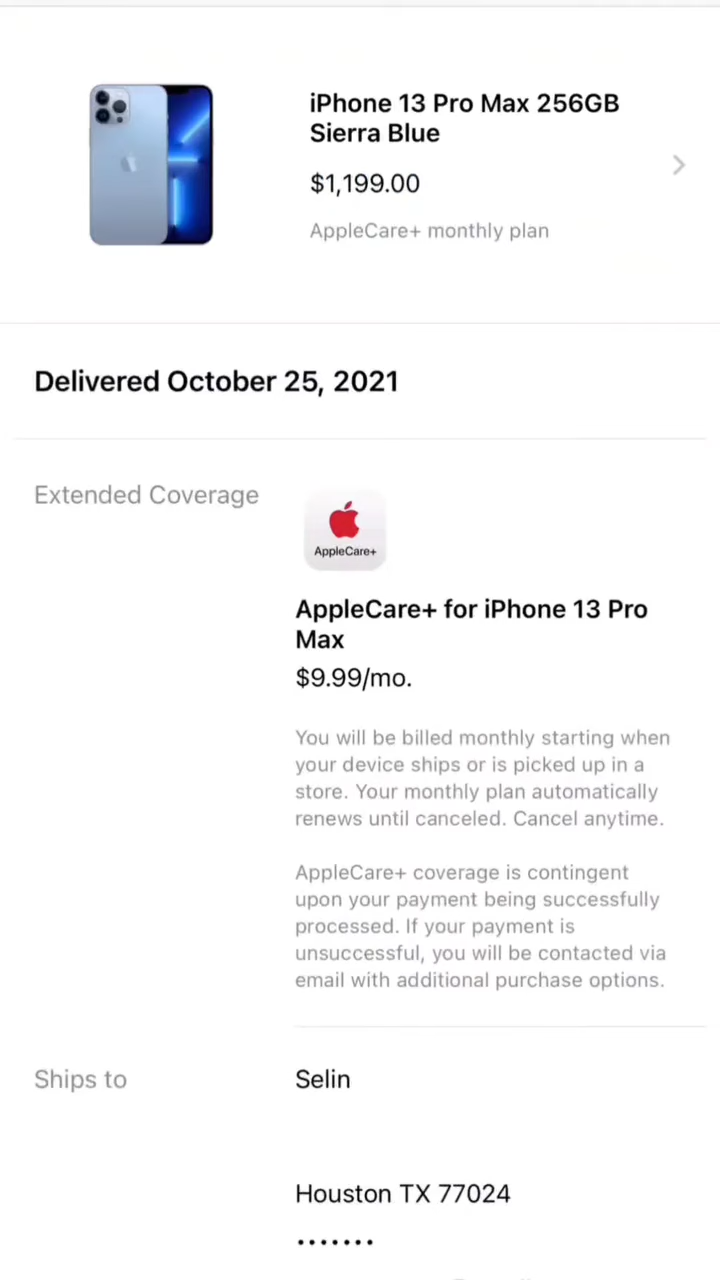 iPhone 13 Pro Max 256GB
Sierra Blue
$1,199.00
AppleCare+ monthly plan
Delivered October 25, 2021
Extended Coverage
AppleCare+
AppleCare+ for iPhone 13 Pro
Max
$9.99/mo.
You will be billed monthly starting when
your device ships or is picked up in a
store. Your monthly plan automatically
renews until canceled. Cancel anytime.
AppleCare+ coverage is contingent
upon your payment being successfully
processed. If your payment is
unsuccessful, you will be contacted via
email with additional purchase options.
Ships to
Selin
Houston TX 77024
•••••••